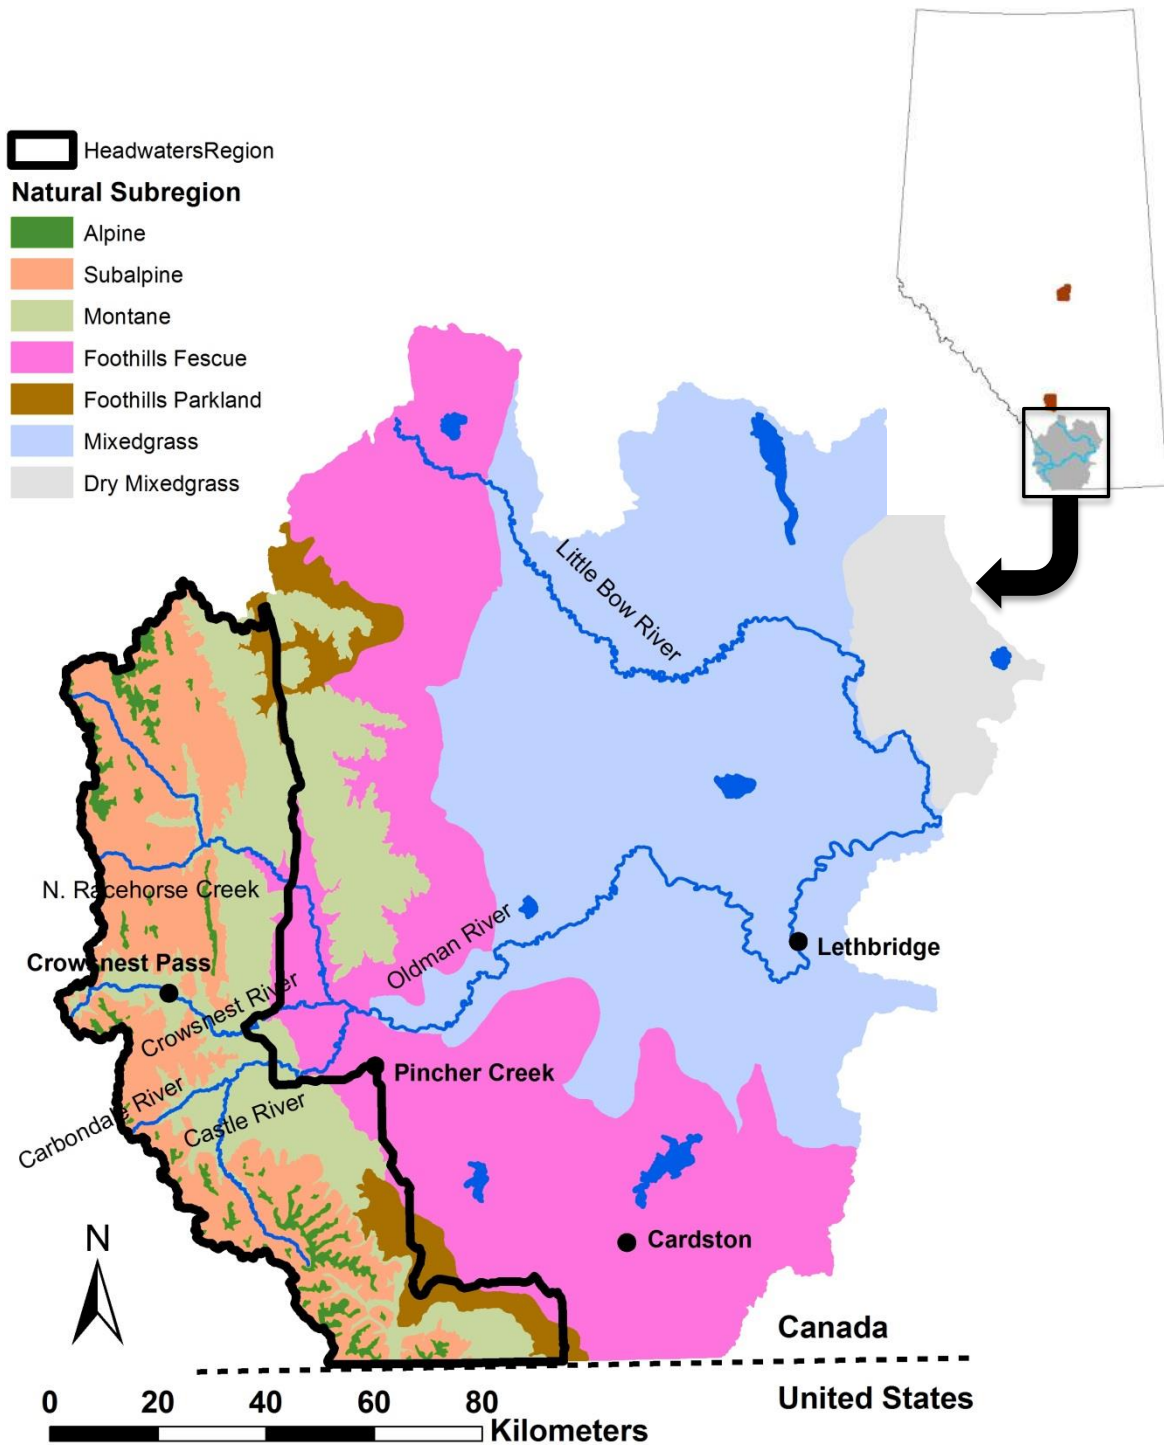 HeadwatersRegion
Natural Subregion
Alpine
Subalpine
Montane
Foothills Fescue
Foothills Parkland
Mixedgrass
Dry Mixedgrass
Little Bow River
N. Racehorse Creek
Oldman River
Lethbridge
Crowsnest Pass
Crowsnest River
Pincher Creek
Carbondale River
Castle River
N
Cardston
Canada
United States
0 20 40 60 80
Kilometers